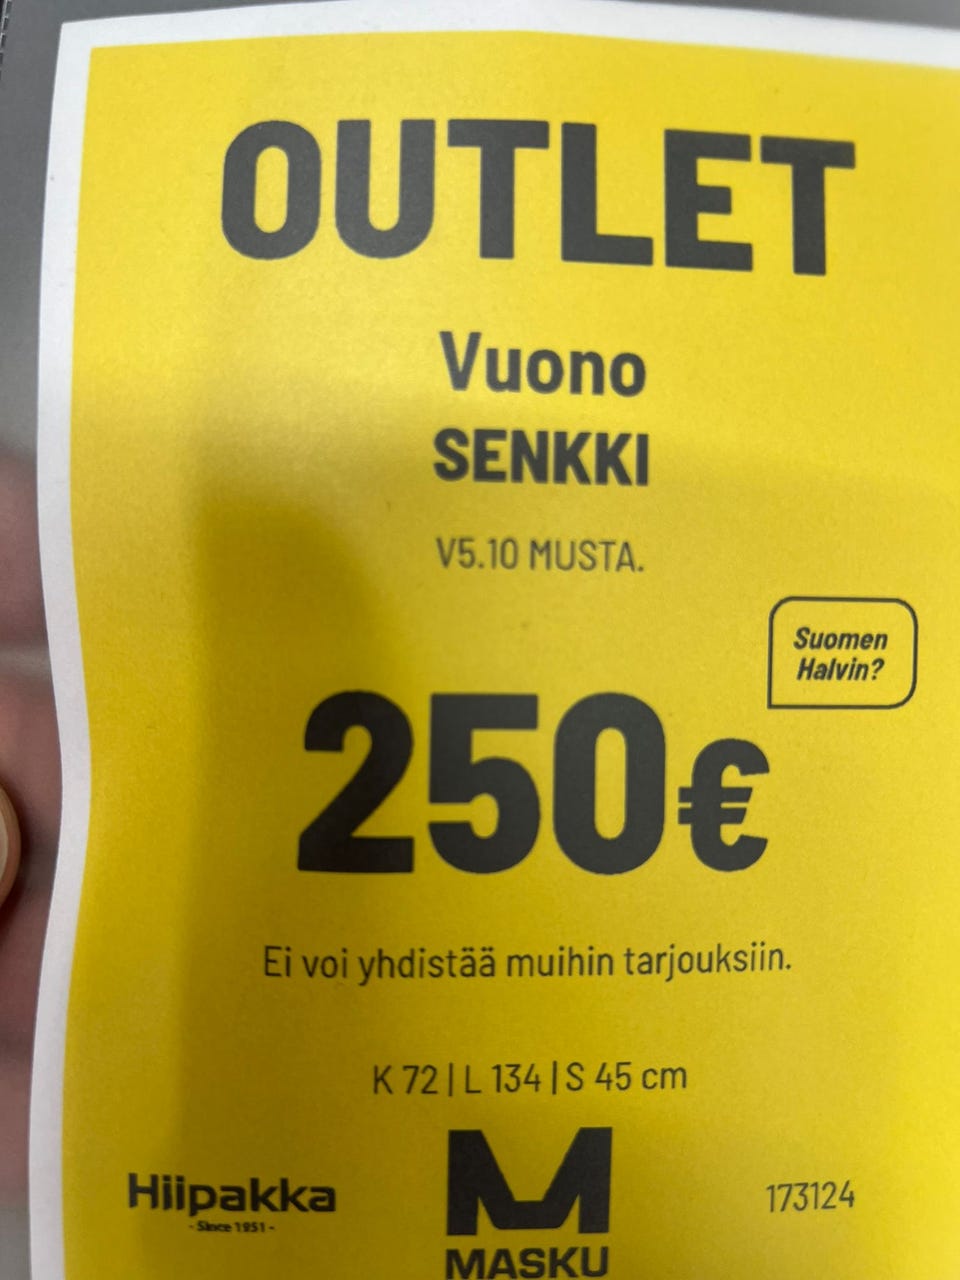 OUTLET
Vuono
SENKKI
V5.10 MUSTA.
Suomen
Halvin?
250€
Ei voi yhdistää muihin tarjouksiin.
K 72 | L 134 | S 45 cm
Hiipakka
- Since 1951 -
M
MASKU
173124